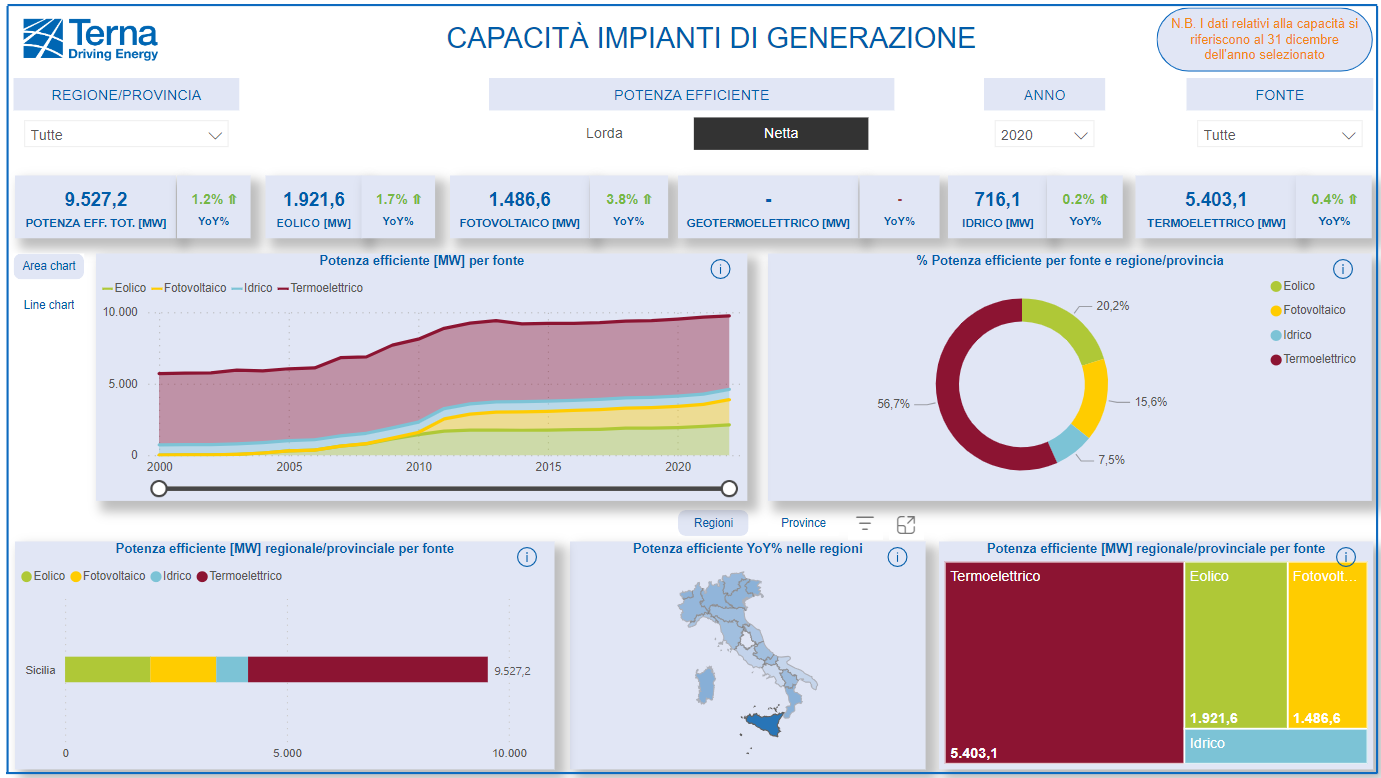 Terna
Driving Energy
CAPACITÀ IMPIANTI DI GENERAZIONE
N.B. I dati relativi alla capacità si
riferiscono al 31 dicembre
dell'anno selezionato
REGIONE/PROVINCIA
POTENZA EFFICIENTE
ANNO
FONTE
Tutte
Lorda
Netta
2020
Tutte
9.527,2
POTENZA EFF. TOT. [MW]
1.2% ⇑
YoY%
1.921,6
EOLICO [MW]
1.7% ⇑
YoY%
1.486,6
FOTOVOLTAICO [MW]
3.8% ⇑
YoY%
-
GEOTERMOELETTRICO [MW]
-
YoY%
716,1
IDRICO [MW]
0.2% ⇑
YoY%
5.403,1
TERMOELETTRICO [MW]
0.4% ⇑
YoY%
Area chart
Line chart
Potenza efficiente [MW] per fonte
Eolico Fotovoltaico Idrico Termoelettrico
10.000
5.000
0
2000 2005 2010 2015 2020
% Potenza efficiente per fonte e regione/provincia
Eolico
Fotovoltaico
Idrico
Termoelettrico
20,2%
15,6%
7,5%
56,7%
Regioni
Province
Potenza efficiente [MW] regionale/provinciale per fonte
Eolico Fotovoltaico Idrico Termoelettrico
Sicilia
9.527,2
0 5.000 10.000
Potenza efficiente YoY% nelle regioni
Potenza efficiente [MW] regionale/provinciale per fonte
Termoelettrico
5.403,1
Eolico
1.921,6
Fotovolt...
1.486,6
Idrico